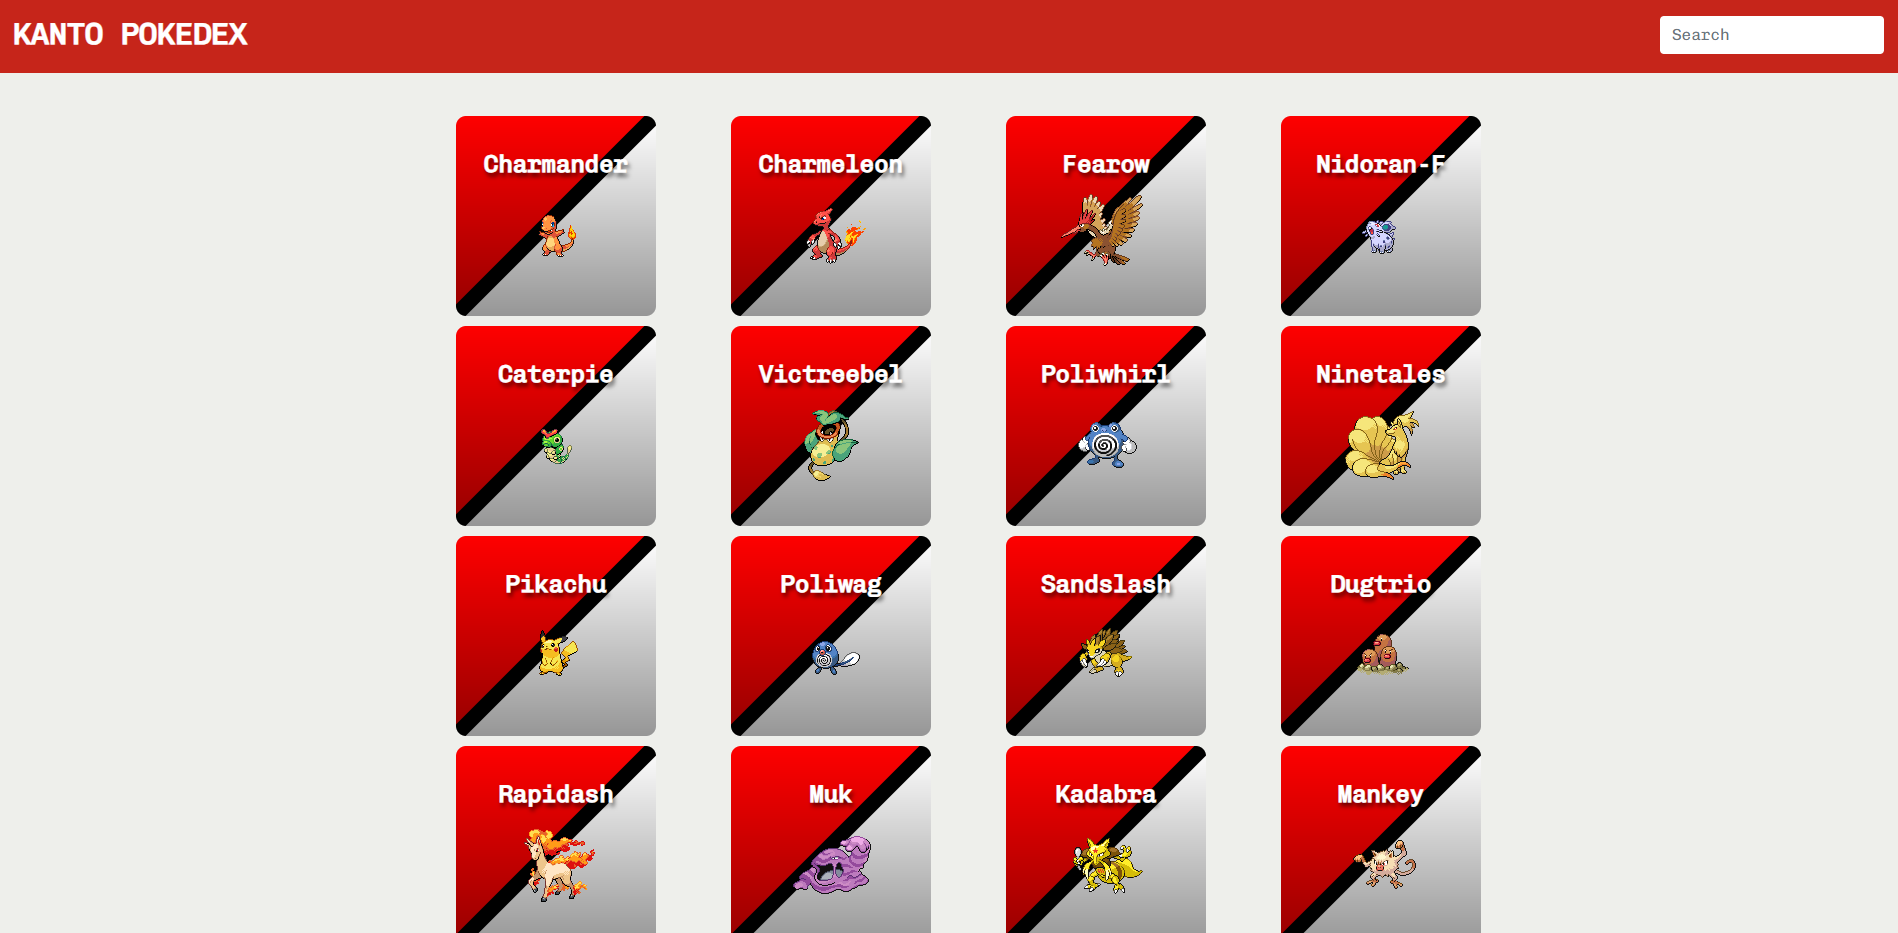 KANTO POKEDEX
Search
Charmander
Charmeleon
Fearow
Nidoran-F
Caterpie
Victreebel
Poliwhirl
Ninetales
Pikachu
Poliwag
Sandslash
Dugtrio
Rapidash
Muk
Kadabra
Mankey